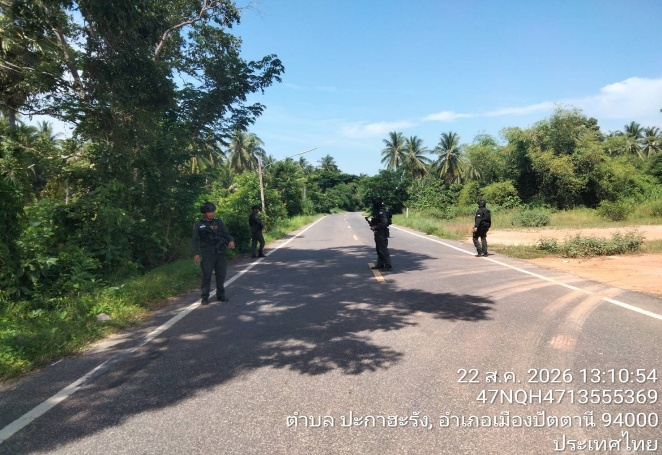 22 ส.ค. 2026 13:10:54
47NQH4713555369
ตำบล ปะกาฮะรัง, อำเภอเมืองปัตตานี 94000
ประเทศไทย